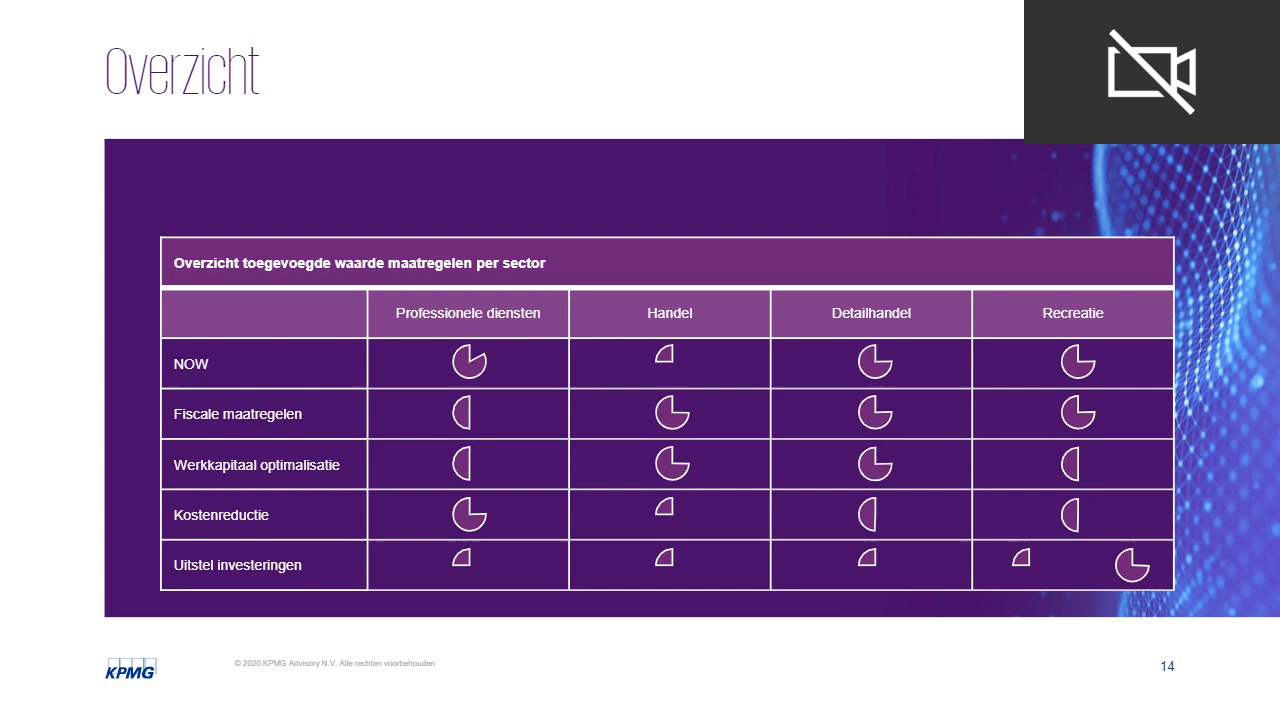 Overzicht
Overzicht toegevoegde waarde maatregelen per sector
Professionele diensten
Handel
Detailhandel
Recreatie
NOW
Fiscale maatregelen
Werkkapitaal optimalisatie
Kostenreductie
Uitstel investeringen
KPMG
© 2020 KPMG Advisory N.V. Alle rechten voorbehouden
14